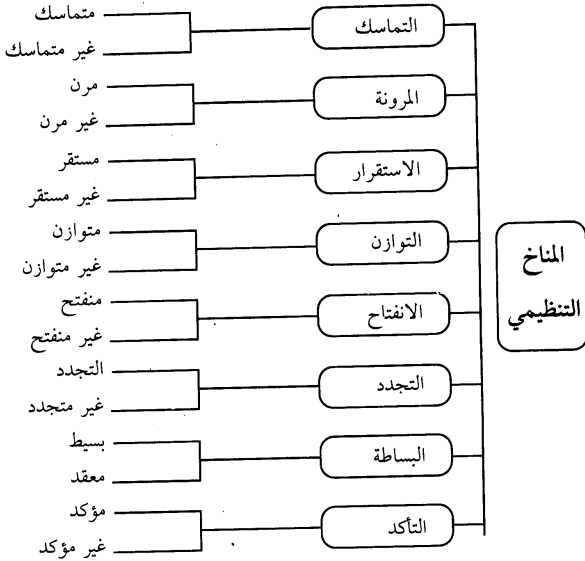 المناخ
التنظيمي
التماسك
متماسك
غير متماسك
المرونة
مرن
غير مرن
الاستقرار
مستقر
غير مستقر
التوازن
متوازن
غير متوازن
الانفتاح
منفتح
غير منفتح
التجدد
التجدد
غير متجدد
البساطة
بسيط
معقد
التأكد
مؤكد
غير مؤكد